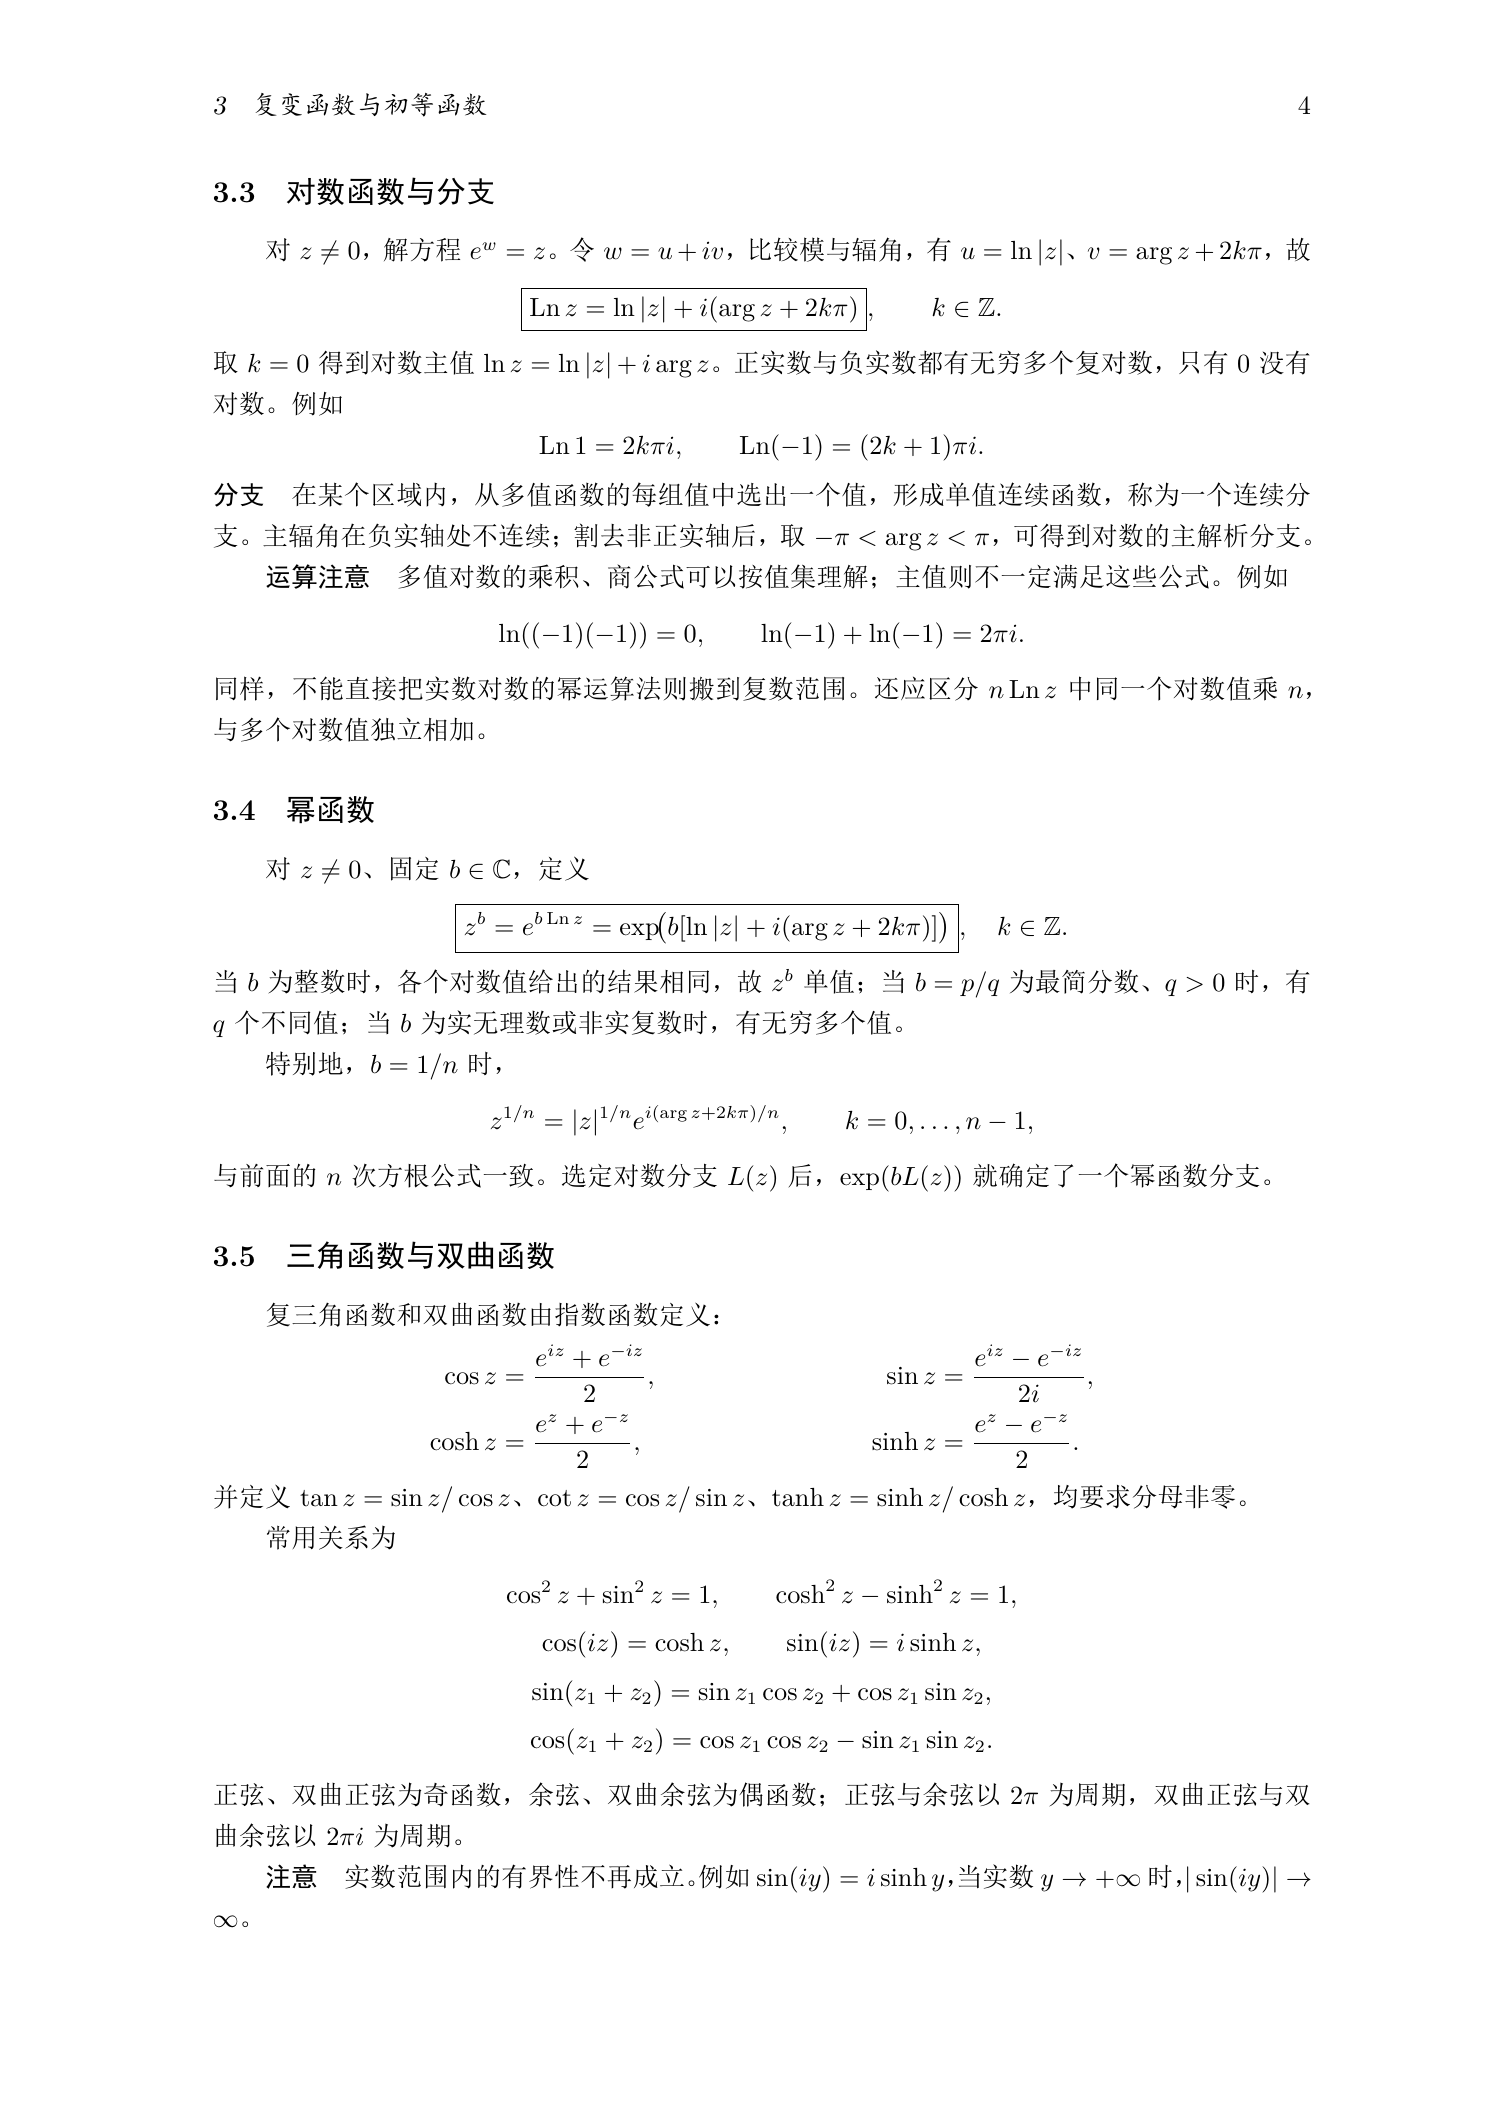 3 复变函数与初等函数 4
3.3 对数函数与分支
对 z ≠ 0，解方程 e^w = z。令 w = u + iv，比较模与辐角，有 u = ln |z|、v = arg z + 2kπ，故
Ln z = ln |z| + i(arg z + 2kπ), k ∈ ℤ.
取 k = 0 得到对数主值 ln z = ln |z| + i arg z。正实数与负实数都有无穷多个复对数，只有 0 没有
对数。例如
Ln 1 = 2kπi, Ln(−1) = (2k + 1)πi.
分支 在某个区域内，从多值函数的每组值中选出一个值，形成单值连续函数，称为一个连续分
支。主辐角在负实轴处不连续；割去非正实轴后，取 −π < arg z < π，可得到对数的主解析分支。
运算注意 多值对数的乘积、商公式可以按值集理解；主值则不一定满足这些公式。例如
ln((−1)(−1)) = 0, ln(−1) + ln(−1) = 2πi.
同样，不能直接把实数对数的幂运算法则搬到复数范围。还应区分 n Ln z 中同一个对数值乘 n，
与多个对数值独立相加。
3.4 幂函数
对 z ≠ 0、固定 b ∈ ℂ，定义
z^b = e^{b Ln z} = exp(b[ln |z| + i(arg z + 2kπ)]), k ∈ ℤ.
当 b 为整数时，各个对数值给出的结果相同，故 z^b 单值；当 b = p/q 为最简分数、q > 0 时，有
q 个不同值；当 b 为实无理数或非实复数时，有无穷多个值。
特别地，b = 1/n 时，
z^{1/n} = |z|^{1/n} e^{i(arg z+2kπ)/n}, k = 0, . . . , n − 1,
与前面的 n 次方根公式一致。选定对数分支 L(z) 后，exp(bL(z)) 就确定了一个幂函数分支。
3.5 三角函数与双曲函数
复三角函数和双曲函数由指数函数定义：
cos z = (e^{iz} + e^{−iz})/2, sin z = (e^{iz} − e^{−iz})/2i,
cosh z = (e^z + e^{−z})/2, sinh z = (e^z − e^{−z})/2.
并定义 tan z = sin z/ cos z、cot z = cos z/ sin z、tanh z = sinh z/ cosh z，均要求分母非零。
常用关系为
cos² z + sin² z = 1, cosh² z − sinh² z = 1,
cos(iz) = cosh z, sin(iz) = i sinh z,
sin(z₁ + z₂) = sin z₁ cos z₂ + cos z₁ sin z₂,
cos(z₁ + z₂) = cos z₁ cos z₂ − sin z₁ sin z₂.
正弦、双曲正弦为奇函数，余弦、双曲余弦为偶函数；正弦与余弦以 2π 为周期，双曲正弦与双
曲余弦以 2πi 为周期。
注意 实数范围内的有界性不再成立。例如 sin(iy) = i sinh y，当实数 y → +∞ 时，| sin(iy)| →
∞。